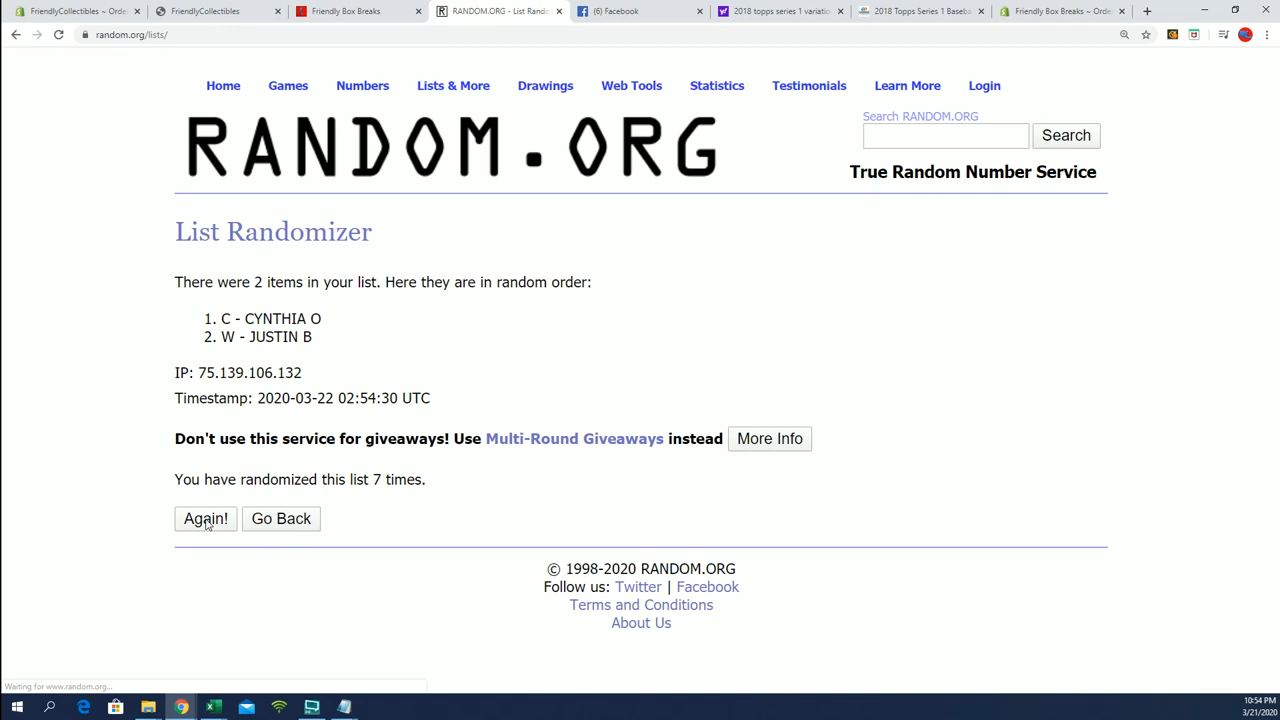 FriendlyCollectibles ~ Orde
FriendlyCollectibles
Friendly Box Breaks
RANDOM.ORG - List Rando
(6) Facebook
2018 topps series 1 variatio
2018 Topps Series 1 Baseba
Friendly Box Breaks ~ Orde
random.org/lists/
Home Games Numbers Lists & More Drawings Web Tools Statistics Testimonials Learn More Login
RANDOM.ORG
Search RANDOM.ORG
Search
True Random Number Service
List Randomizer
There were 2 items in your list. Here they are in random order:
1. C - CYNTHIA O
2. W - JUSTIN B
IP: 75.139.106.132
Timestamp: 2020-03-22 02:54:30 UTC
Don't use this service for giveaways! Use Multi-Round Giveaways instead More Info
You have randomized this list 7 times.
Again! Go Back
© 1998-2020 RANDOM.ORG
Follow us: Twitter | Facebook
Terms and Conditions
About Us
Waiting for www.random.org...
10:54 PM
3/21/2020